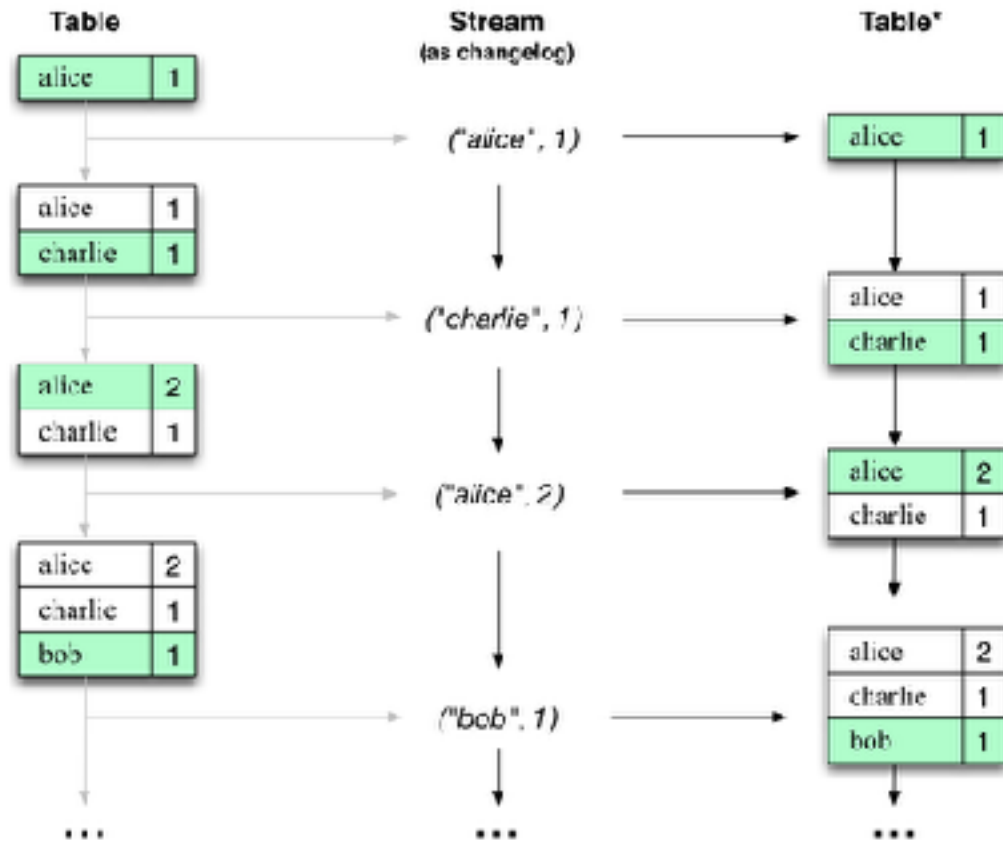 Table
Stream
(as changelog)
Table*
alice 1
("alice", 1)
alice 1
alice 1
charlie 1
("charlie", 1)
alice 1
charlie 1
alice 2
charlie 1
("alice", 2)
alice 2
charlie 1
alice 2
charlie 1
bob 1
("bob", 1)
alice 2
charlie 1
bob 1
...
...
...